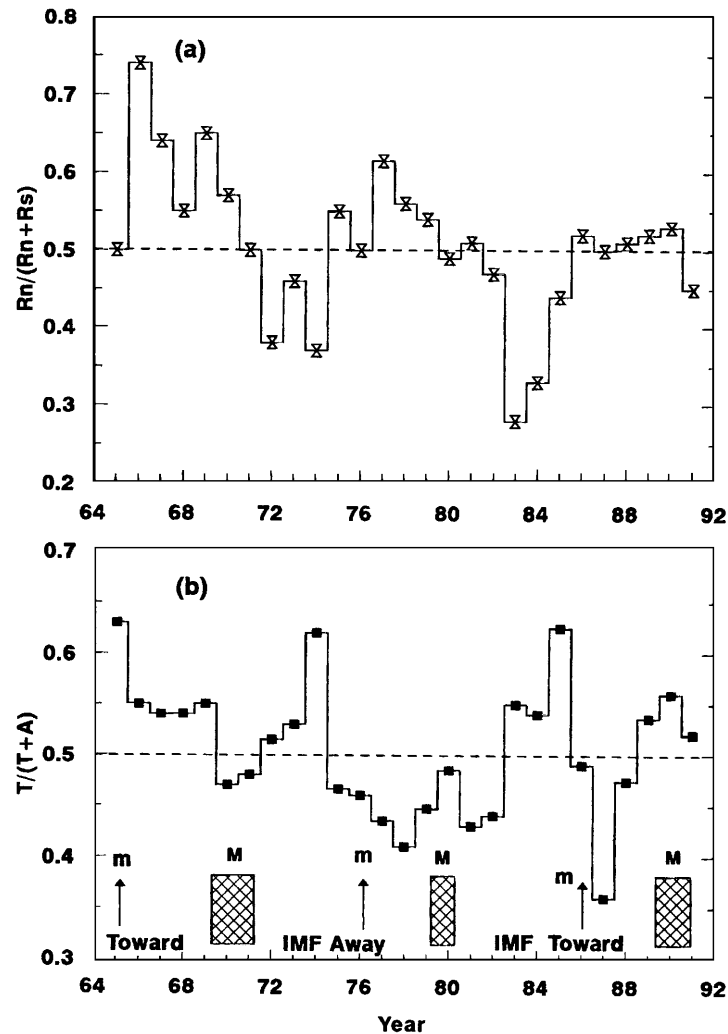 0.8
(a)
0.7
0.6
0.5
0.4
0.3
0.2
Rn/(Rn+Rs)
64 68 72 76 80 84 88 92
0.7
(b)
0.6
0.5
0.4
0.3
T/(T+A)
m M m M m M
Toward IMF Away IMF Toward
64 68 72 76 80 84 88 92
Year